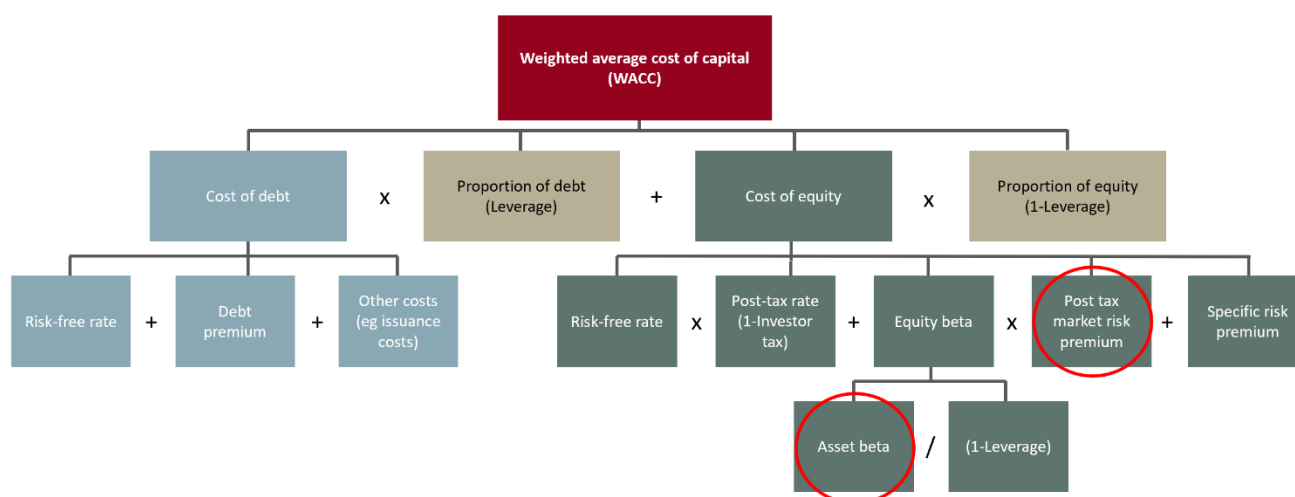 Weighted average cost of capital
(WACC)
Cost of debt
x
Proportion of debt
(Leverage)
+
Cost of equity
x
Proportion of equity
(1-Leverage)
Risk-free rate
+
Debt
premium
+
Other costs
(eg issuance
costs)
Risk-free rate
x
Post-tax rate
(1-Investor
tax)
+
Equity beta
x
Post tax
market risk
premium
+
Specific risk
premium
Asset beta
/
(1-Leverage)